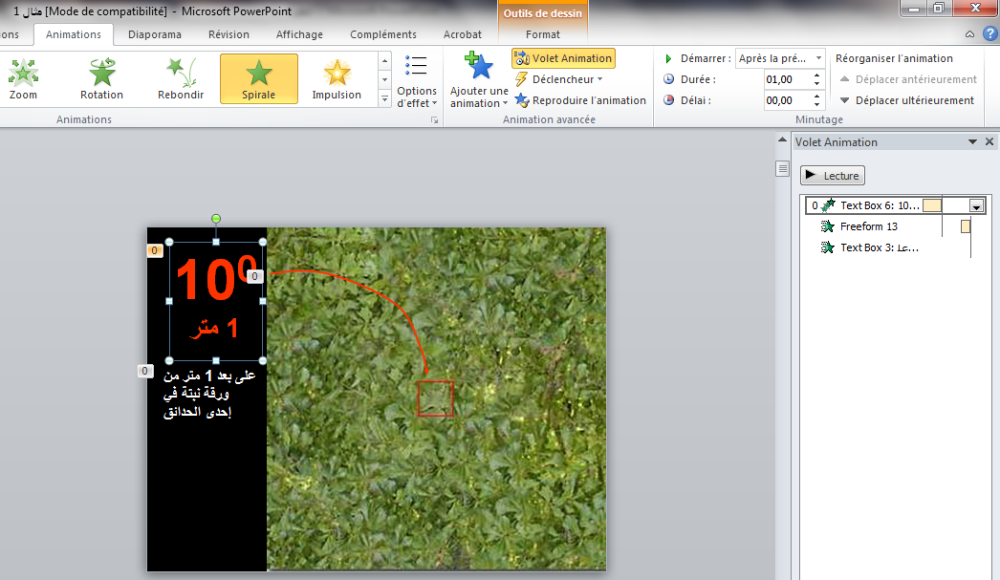 مثال 1 [Mode de compatibilité] - Microsoft PowerPoint
Outils de dessin
ons Animations Diaporama Révision Affichage Compléments Acrobat Format
Zoom Rotation Rebondir Spirale Impulsion
Options d'effet
Ajouter une animation
Volet Animation
Déclencheur
Reproduire l'animation
Démarrer : Après la pré...
Durée : 01,00
Délai : 00,00
Réorganiser l'animation
Déplacer antérieurement
Déplacer ultérieurement
Animations Animation avancée Minutage
Volet Animation
Lecture
0 Text Box 6: 10...
Freeform 13
Text Box 3: علـ...
0
10⁰
0
1 متر
0
على بعد 1 متر من
ورقة نبتة في
إحدى الحدائق